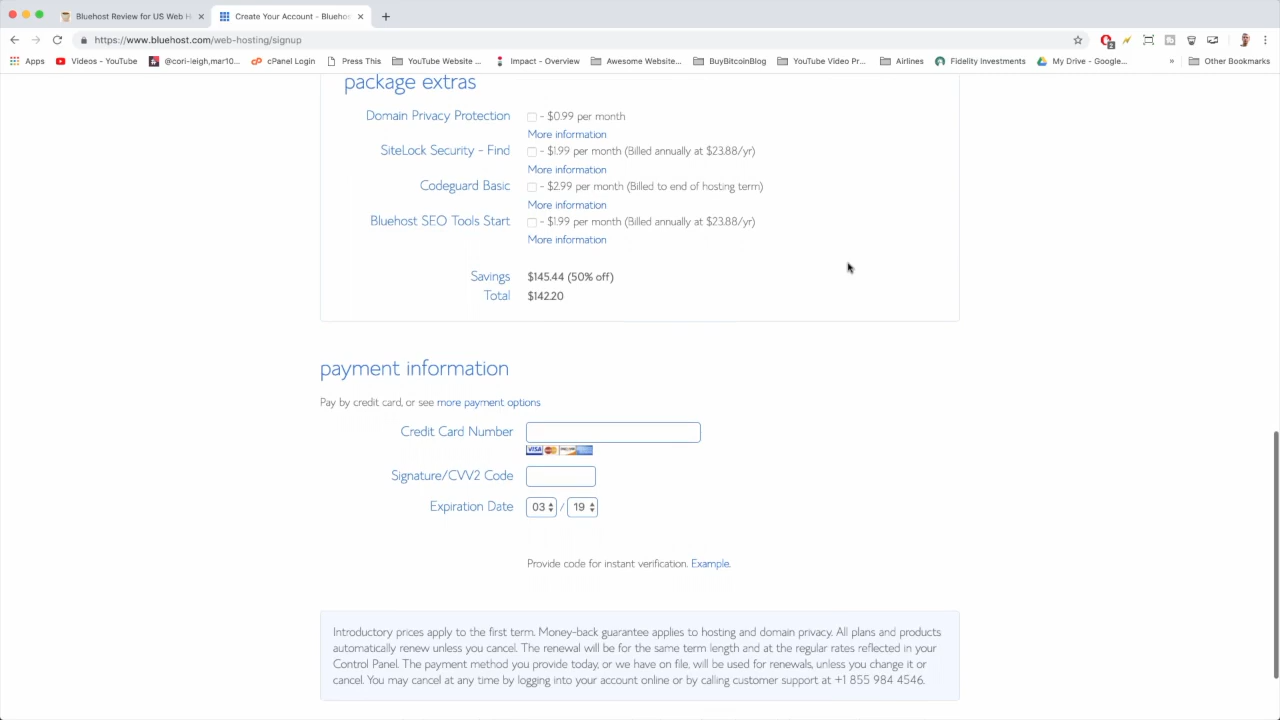 Bluehost Review for US Web H
Create Your Account - Bluehos
https://www.bluehost.com/web-hosting/signup
Apps
Videos - YouTube
@cori-leigh,mar10...
cPanel Login
Press This
YouTube Website ...
Impact - Overview
Awesome Website...
BuyBitcoinBlog
YouTube Video Pr...
Airlines
Fidelity Investments
My Drive - Google...
»
Other Bookmarks
package extras
Domain Privacy Protection - $0.99 per month
More information
SiteLock Security - Find - $1.99 per month (Billed annually at $23.88/yr)
More information
Codeguard Basic - $2.99 per month (Billed to end of hosting term)
More information
Bluehost SEO Tools Start - $1.99 per month (Billed annually at $23.88/yr)
More information
Savings $145.44 (50% off)
Total $142.20
payment information
Pay by credit card, or see more payment options
Credit Card Number
VISA
Signature/CVV2 Code
Expiration Date 03 / 19
Provide code for instant verification. Example.
Introductory prices apply to the first term. Money-back guarantee applies to hosting and domain privacy. All plans and products
automatically renew unless you cancel. The renewal will be for the same term length and at the regular rates reflected in your
Control Panel. The payment method you provide today, or we have on file, will be used for renewals, unless you change it or
cancel. You may cancel at any time by logging into your account online or by calling customer support at +1 855 984 4546.